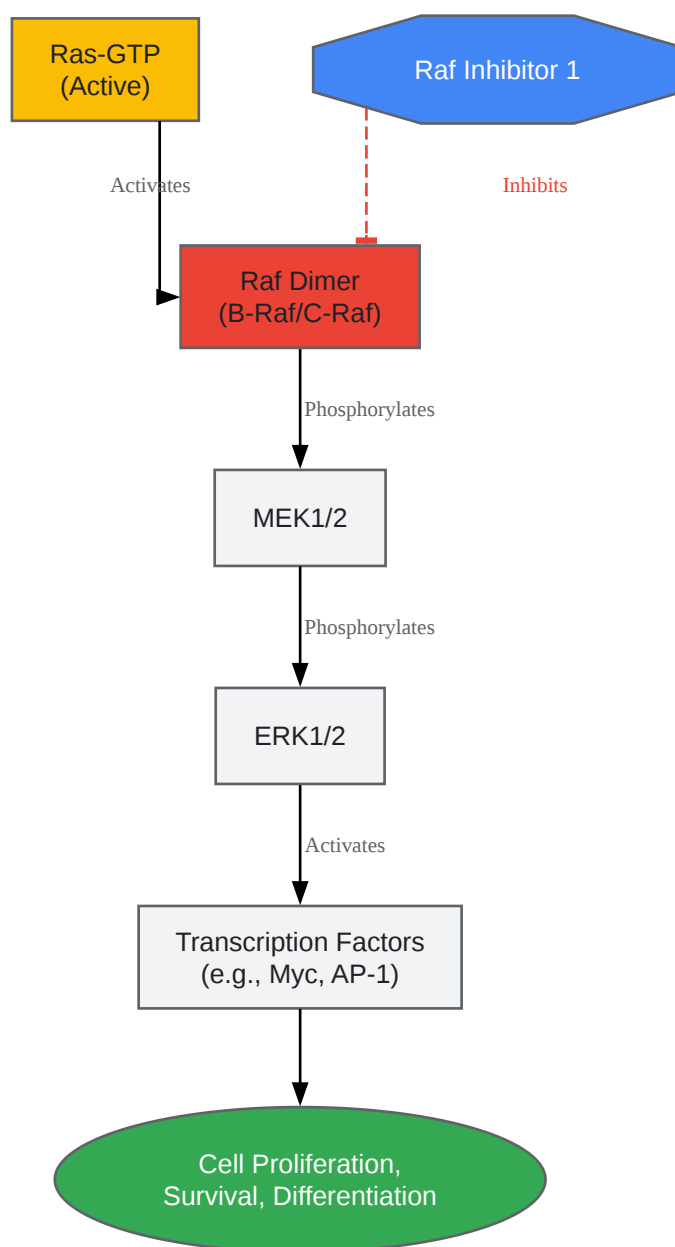 Ras-GTP
(Active)
Raf Inhibitor 1
Activates
Inhibits
Raf Dimer
(B-Raf/C-Raf)
Phosphorylates
MEK1/2
Phosphorylates
ERK1/2
Activates
Transcription Factors
(e.g., Myc, AP-1)
Cell Proliferation,
Survival, Differentiation